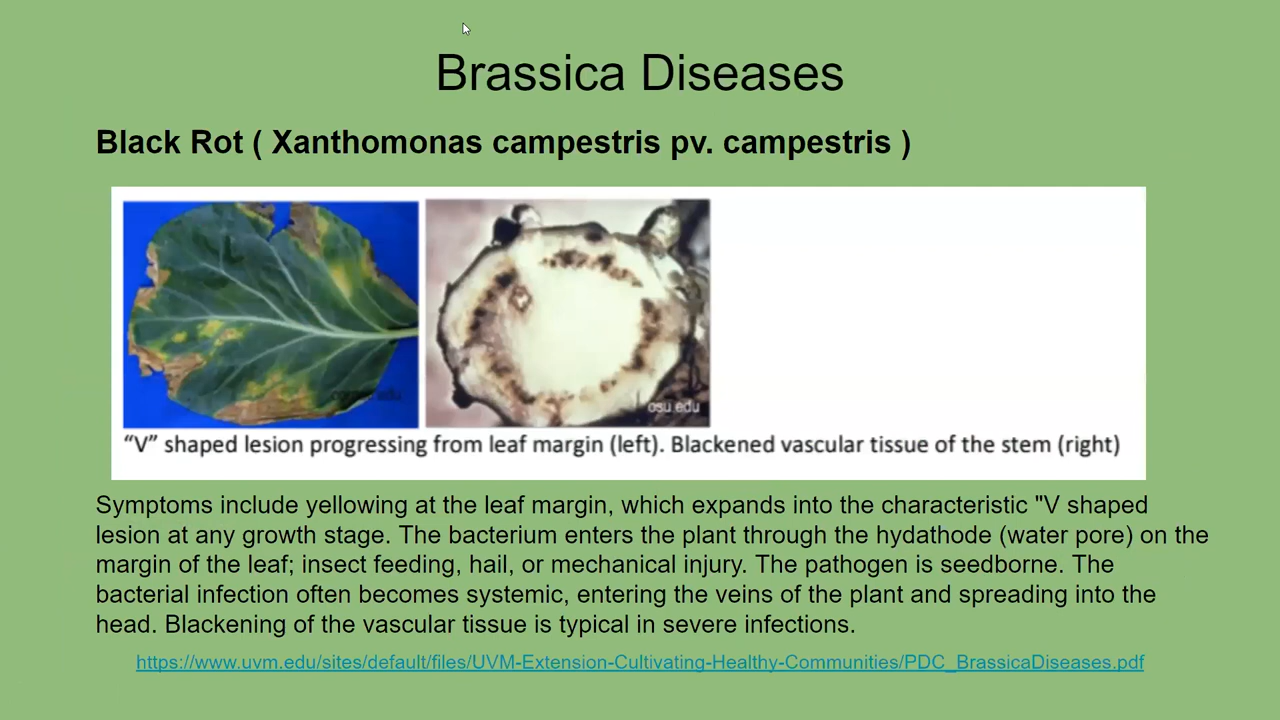 Brassica Diseases
Black Rot ( Xanthomonas campestris pv. campestris )
osu.edu
“V” shaped lesion progressing from leaf margin (left). Blackened vascular tissue of the stem (right)
Symptoms include yellowing at the leaf margin, which expands into the characteristic "V shaped
lesion at any growth stage. The bacterium enters the plant through the hydathode (water pore) on the
margin of the leaf; insect feeding, hail, or mechanical injury. The pathogen is seedborne. The
bacterial infection often becomes systemic, entering the veins of the plant and spreading into the
head. Blackening of the vascular tissue is typical in severe infections.
https://www.uvm.edu/sites/default/files/UVM-Extension-Cultivating-Healthy-Communities/PDC_BrassicaDiseases.pdf